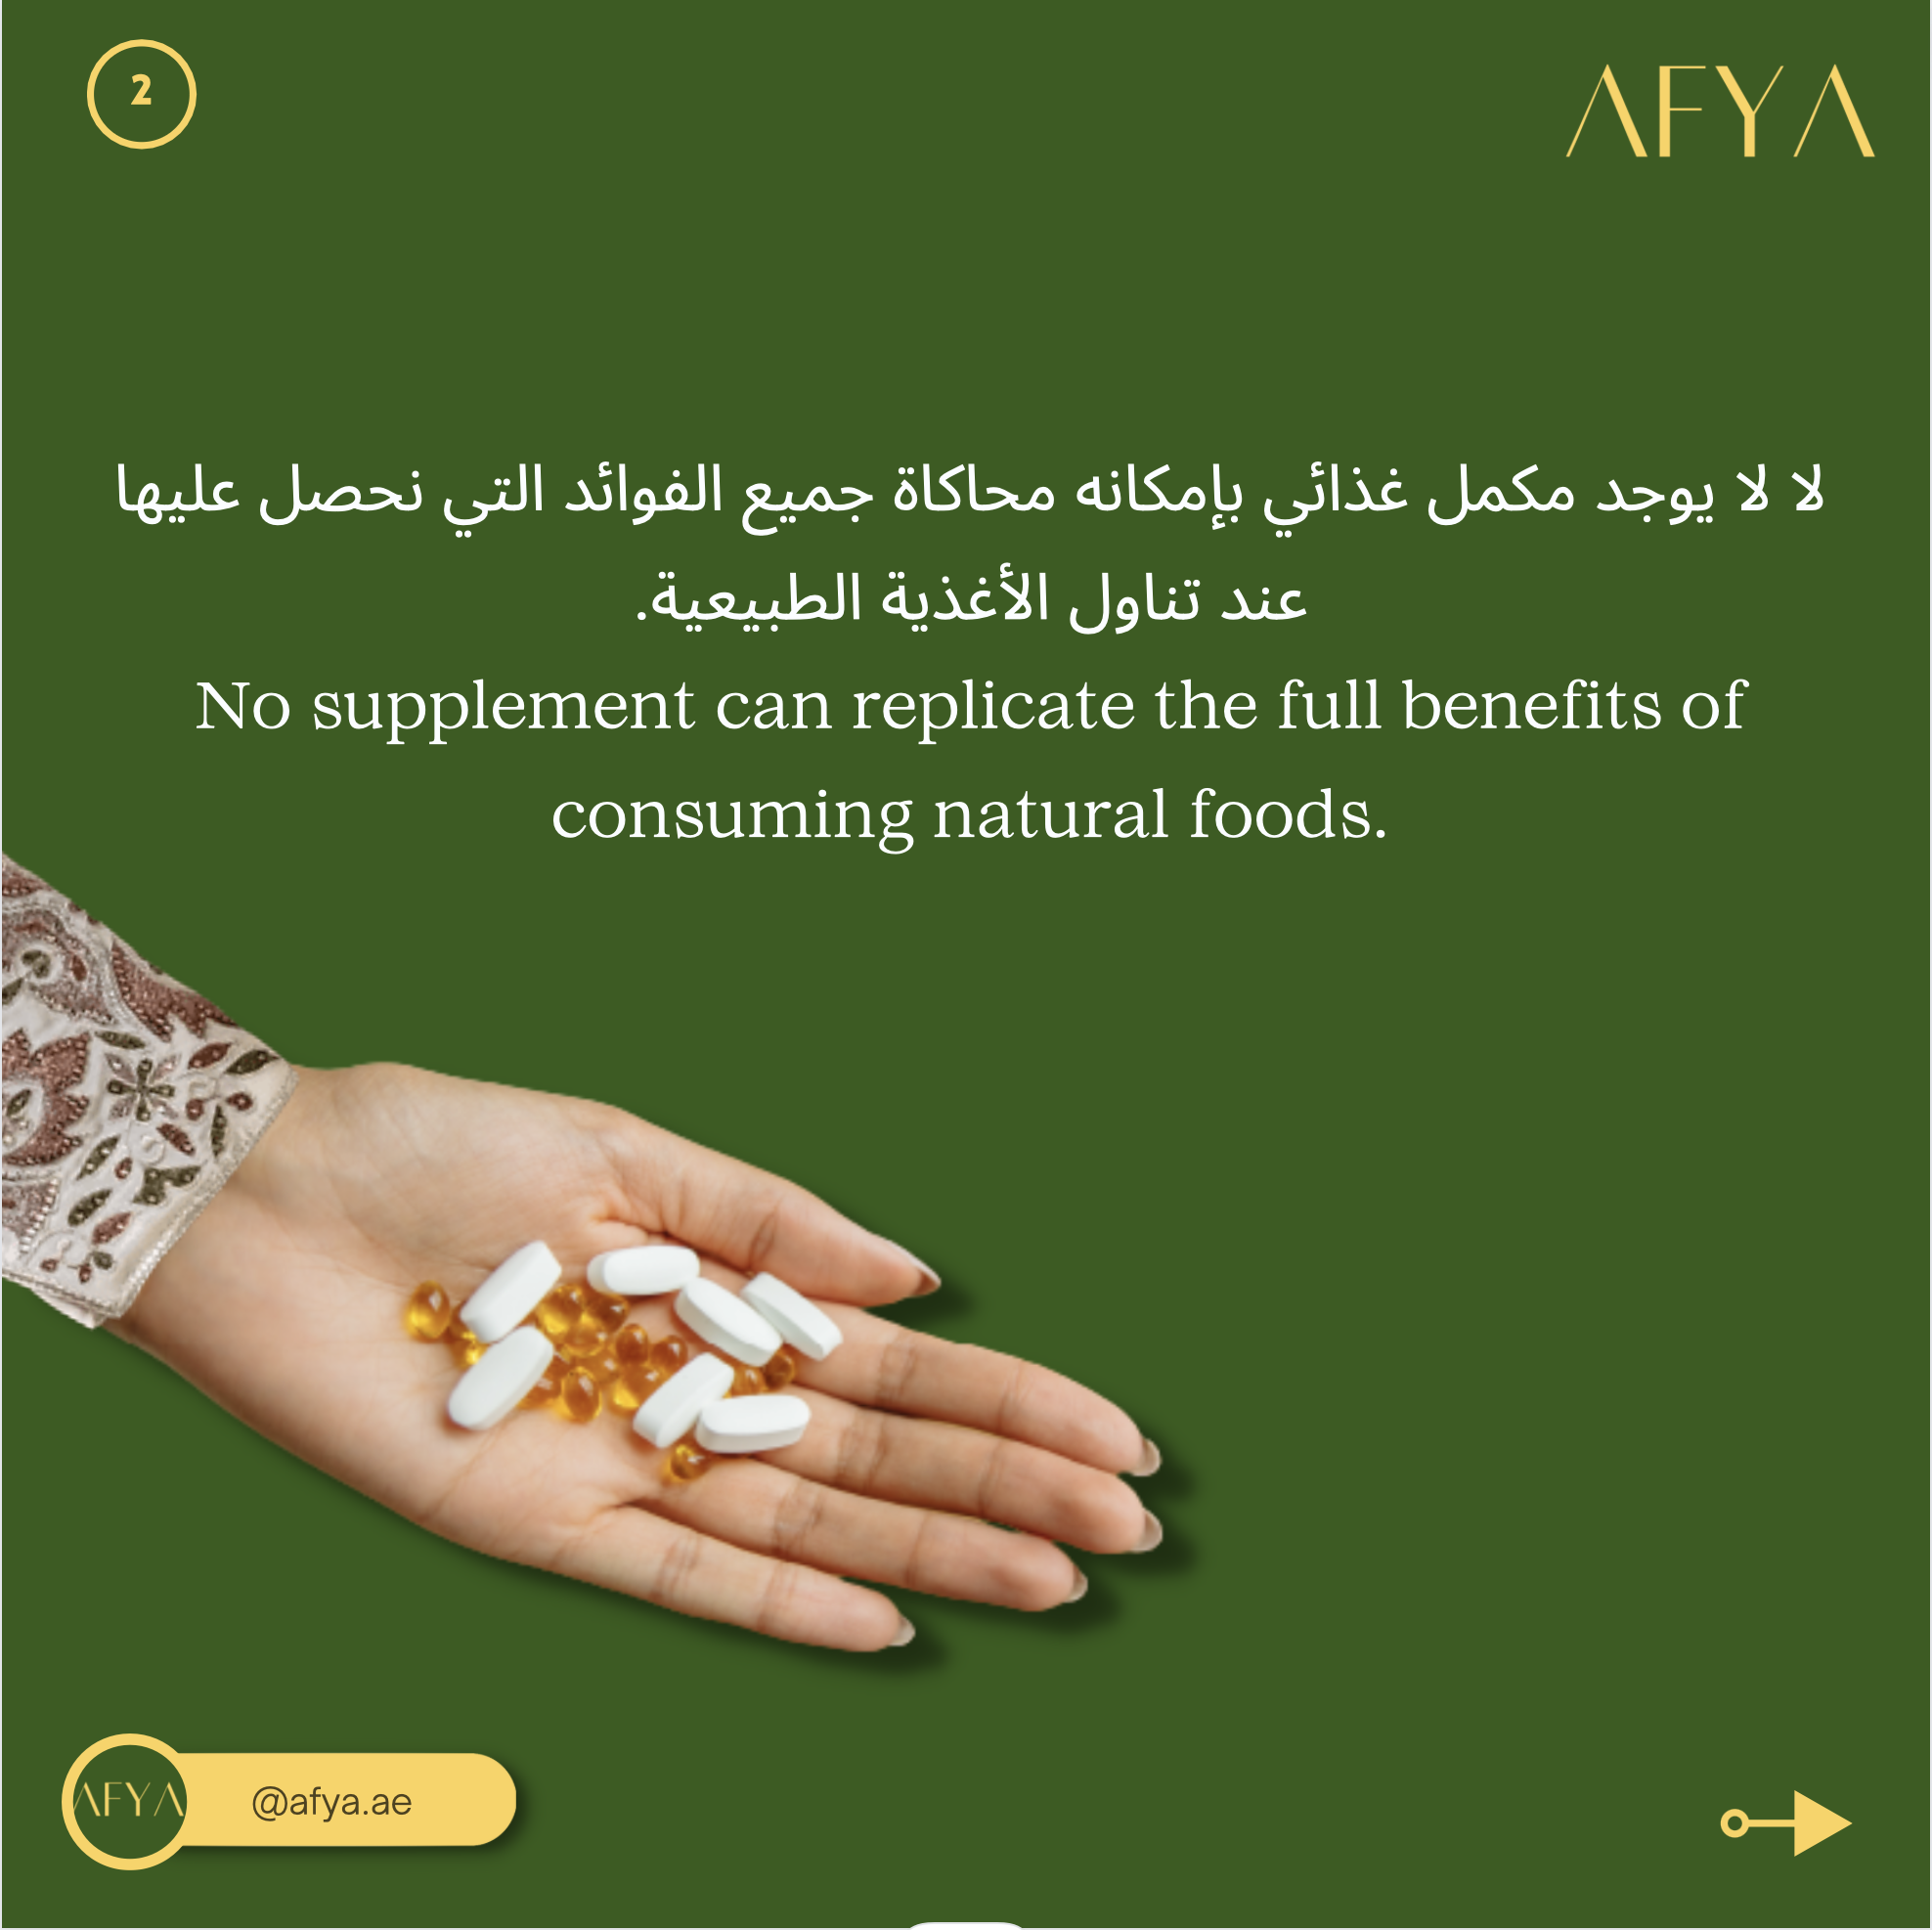 2
AFYA
لا لا يوجد مكمل غذائي بإمكانه محاكاة جميع الفوائد التي نحصل عليها
عند تناول الأغذية الطبيعية.
No supplement can replicate the full benefits of
consuming natural foods.
AFYA
@afya.ae